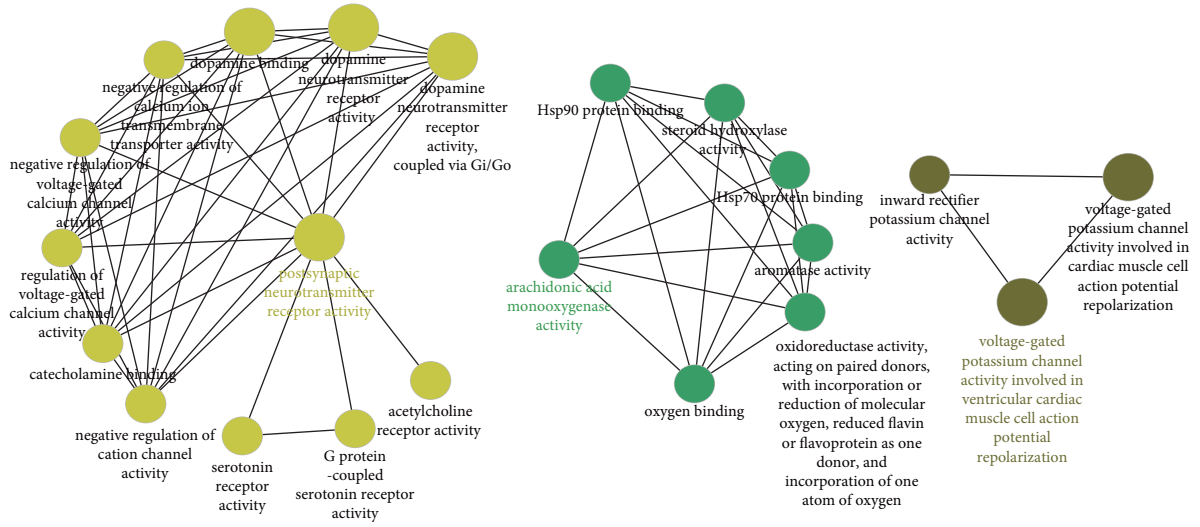 dopamine binding
dopamine
neurotransmitter
receptor
activity
dopamine
neurotransmitter
receptor
activity,
coupled via Gi/Go
negative regulation of
calcium ion
transmembrane
transporter activity
negative regulation of
voltage-gated
calcium channel
activity
regulation of
voltage-gated
calcium channel
activity
catecholamine binding
negative regulation of
cation channel
activity
postsynaptic
neurotransmitter
receptor activity
serotonin
receptor
activity
G protein
-coupled
serotonin receptor
activity
acetylcholine
receptor activity
Hsp90 protein binding
steroid hydroxylase
activity
Hsp70 protein binding
aromatase activity
arachidonic acid
monooxygenase
activity
oxygen binding
oxidoreductase activity,
acting on paired donors,
with incorporation or
reduction of molecular
oxygen, reduced flavin
or flavoprotein as one
donor, and
incorporation of one
atom of oxygen
inward rectifier
potassium channel
activity
voltage-gated
potassium channel
activity involved in
cardiac muscle cell
action potential
repolarization
voltage-gated
potassium channel
activity involved in
ventricular cardiac
muscle cell action
potential
repolarization